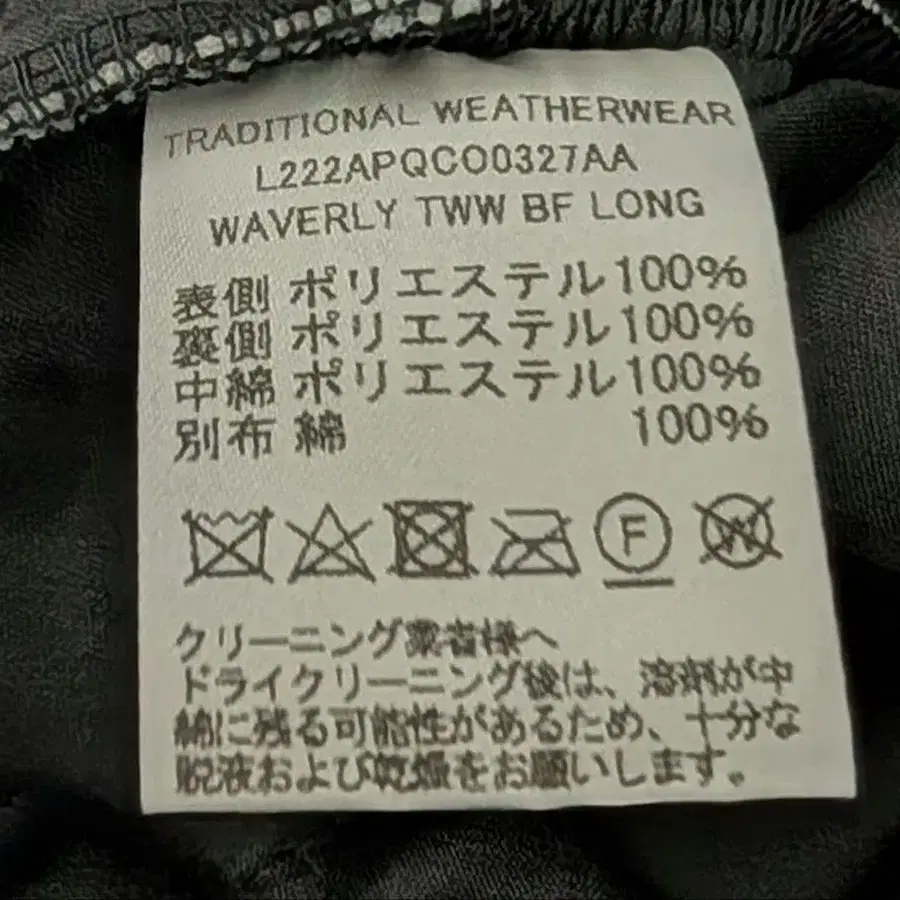 TRADITIONAL WEATHERWEAR
L222APQCO0327AA
WAVERLY TWW BF LONG
表側 ポリエステル100%
裏側 ポリエステル100%
中綿 ポリエステル100%
別布 綿 100%
F W
クリーニング業者様へ
ドライクリーニング後は、溶剤が中
綿に残る可能性があるため、十分な
脱液および乾燥をお願いします。